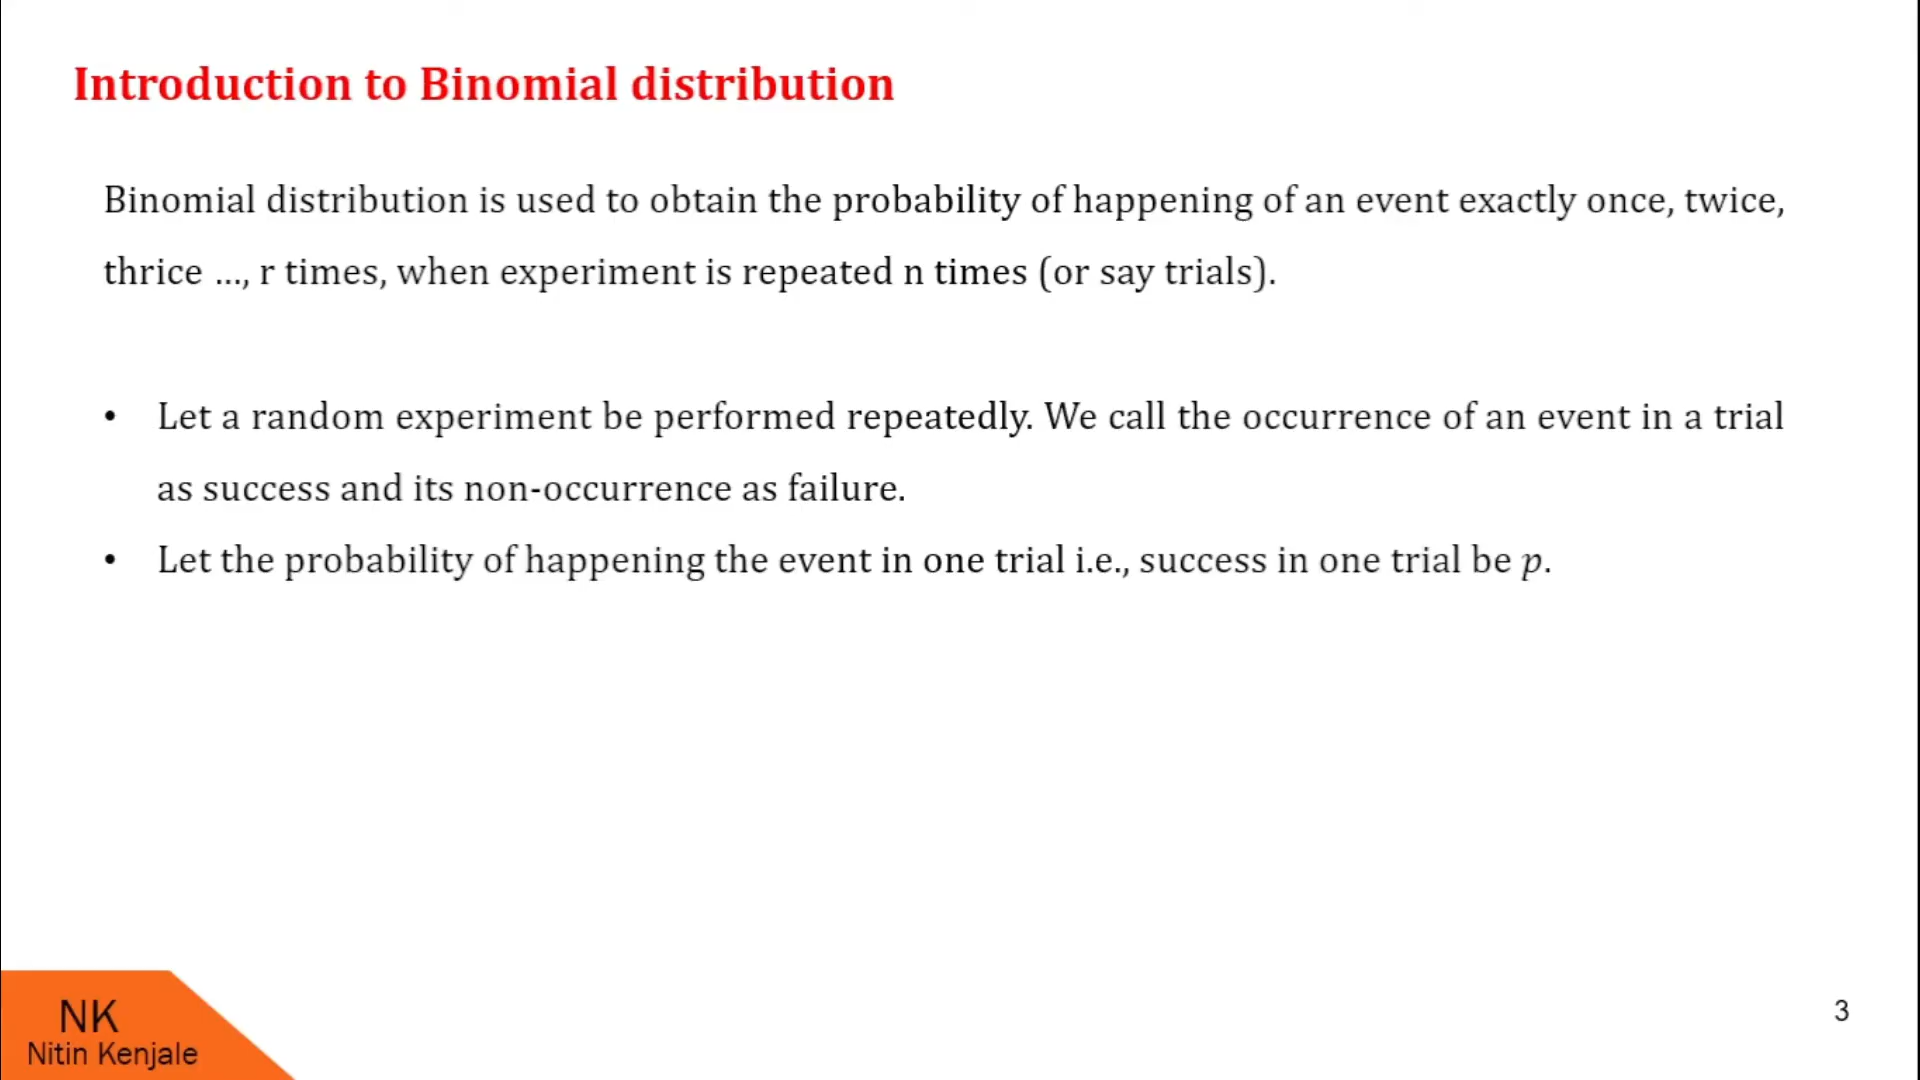 Introduction to Binomial distribution
Binomial distribution is used to obtain the probability of happening of an event exactly once, twice,
thrice ..., r times, when experiment is repeated n times (or say trials).
• Let a random experiment be performed repeatedly. We call the occurrence of an event in a trial
as success and its non-occurrence as failure.
• Let the probability of happening the event in one trial i.e., success in one trial be p.
NK
Nitin Kenjale
3